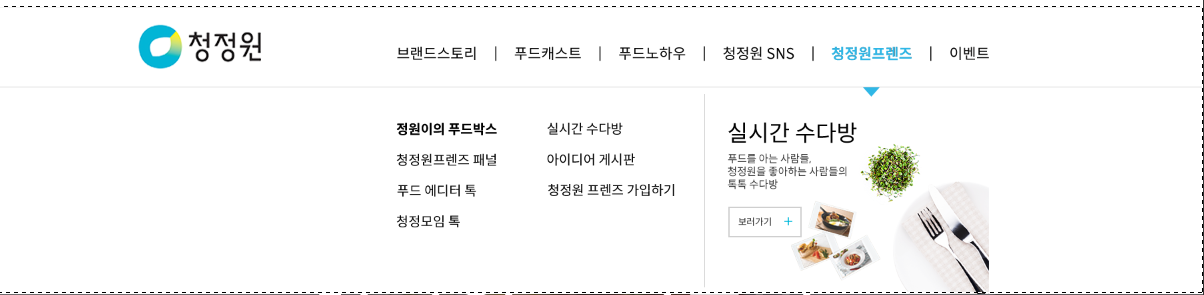 청정원
브랜드스토리 | 푸드캐스트 | 푸드노하우 | 청정원 SNS | 청정원프렌즈 | 이벤트
정원이의 푸드박스
청정원프렌즈 패널
푸드 에디터 톡
청정모임 톡
실시간 수다방
아이디어 게시판
청정원 프렌즈 가입하기
실시간 수다방
푸드를 아는 사람들,
청정원을 좋아하는 사람들의
톡톡 수다방
보러가기 +